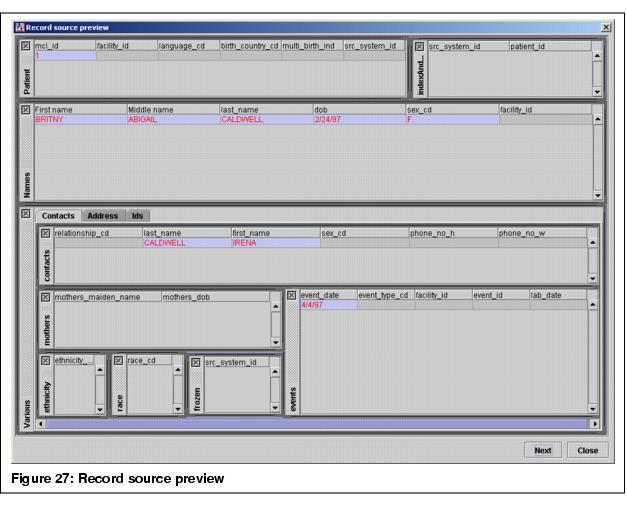 Record source preview
mci_id facility_id language_cd birth_country_cd multi_birth_ind src_system_id
1
Patient
src_system_id patient_id
indexAnd...
First name Middle name last_name dob sex_cd facility_id
BRITNY ABIGAIL CALDWELL 2/24/97 F
Names
Contacts Address Ids
relationship_cd last_name first_name sex_cd phone_no_h phone_no_w
CALDWELL IRENA
contacts
mothers_maiden_name mothers_dob
mothers
event_date event_type_cd facility_id event_id lab_date
4/4/97
events
ethnicity_...
ethnicity
race_cd
race
src_system_id
frozen
Various
Next Close
Figure 27: Record source preview